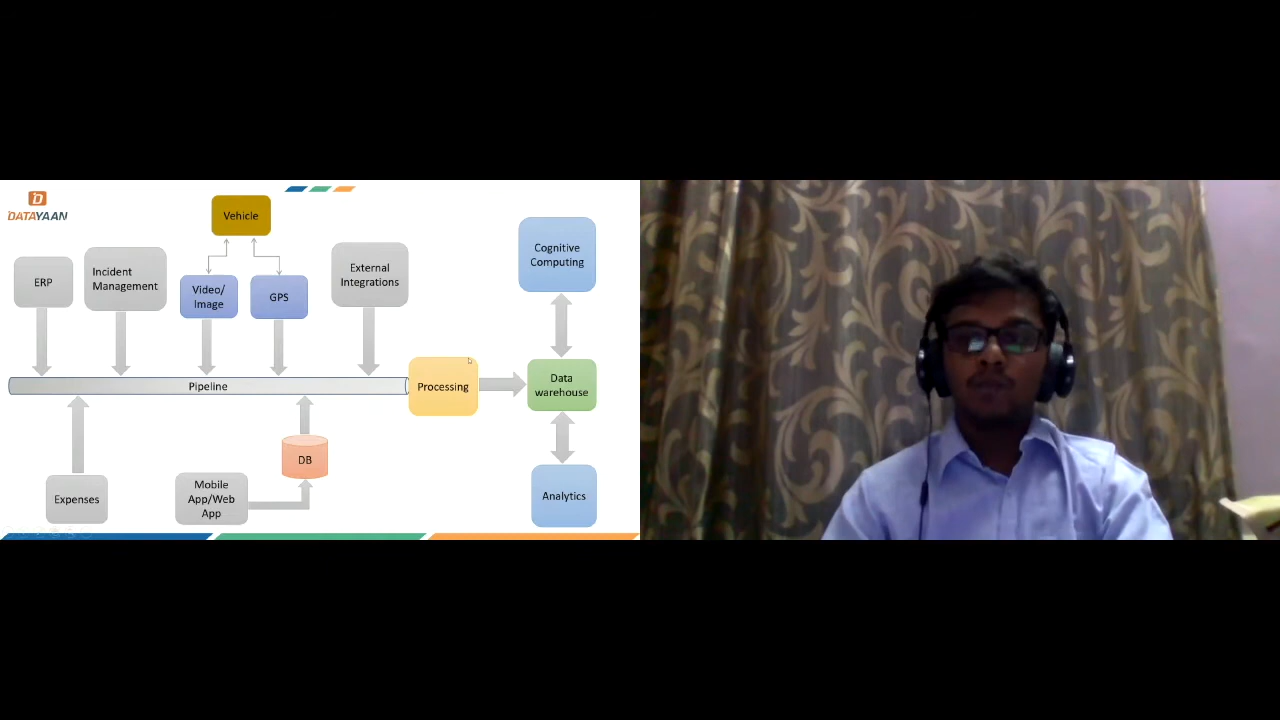 DATAYAAN
Vehicle
ERP
Incident
Management
Video/
Image
GPS
External
Integrations
Cognitive
Computing
Pipeline
Processing
Data
warehouse
DB
Expenses
Mobile
App/Web
App
Analytics